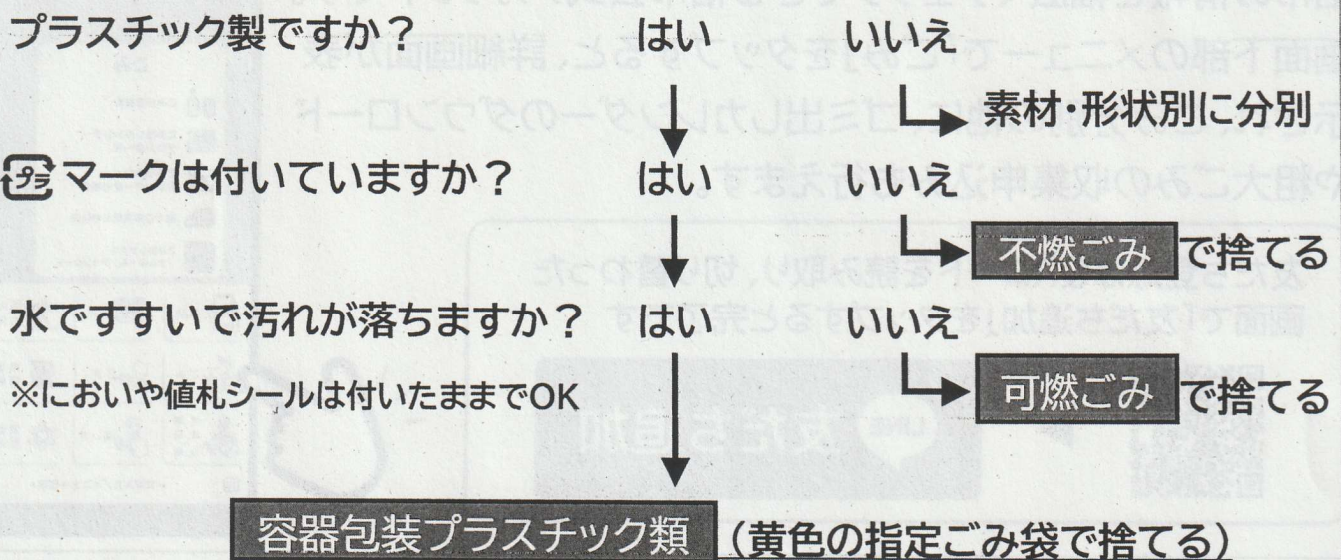 プラスチック製ですか？ はい いいえ
素材・形状別に分別
プラ マークは付いていますか？ はい いいえ
不燃ごみ で捨てる
水ですすいで汚れが落ちますか？ はい いいえ
※においや値札シールは付いたままでOK
可燃ごみ で捨てる
容器包装プラスチック類（黄色の指定ごみ袋で捨てる）